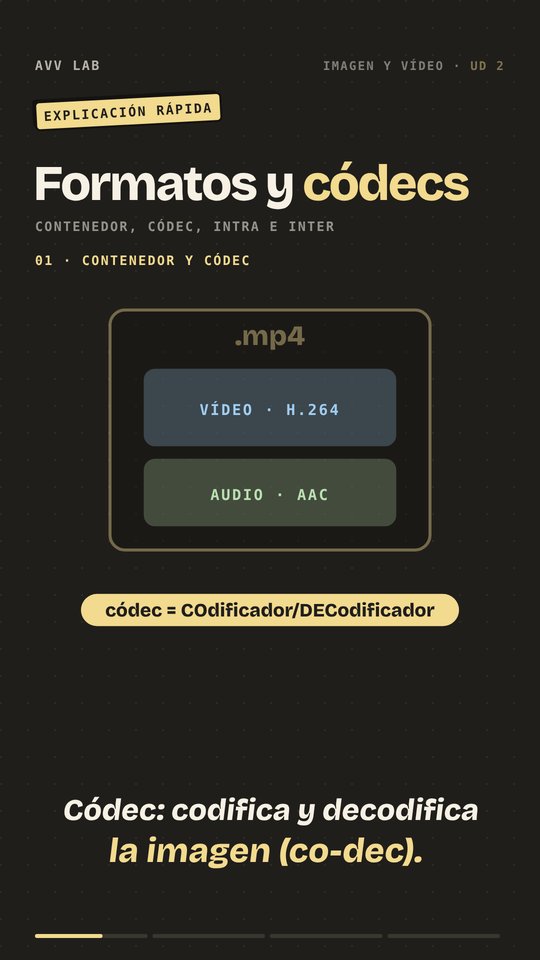 AVV LAB
IMAGEN Y VÍDEO · UD 2
EXPLICACIÓN RÁPIDA
Formatos y códecs
CONTENEDOR, CÓDEC, INTRA E INTER
01 · CONTENEDOR Y CÓDEC
.mp4
VÍDEO · H.264
AUDIO · AAC
códec = COdificador/DECodificador
Códec: codifica y decodifica
la imagen (co-dec).